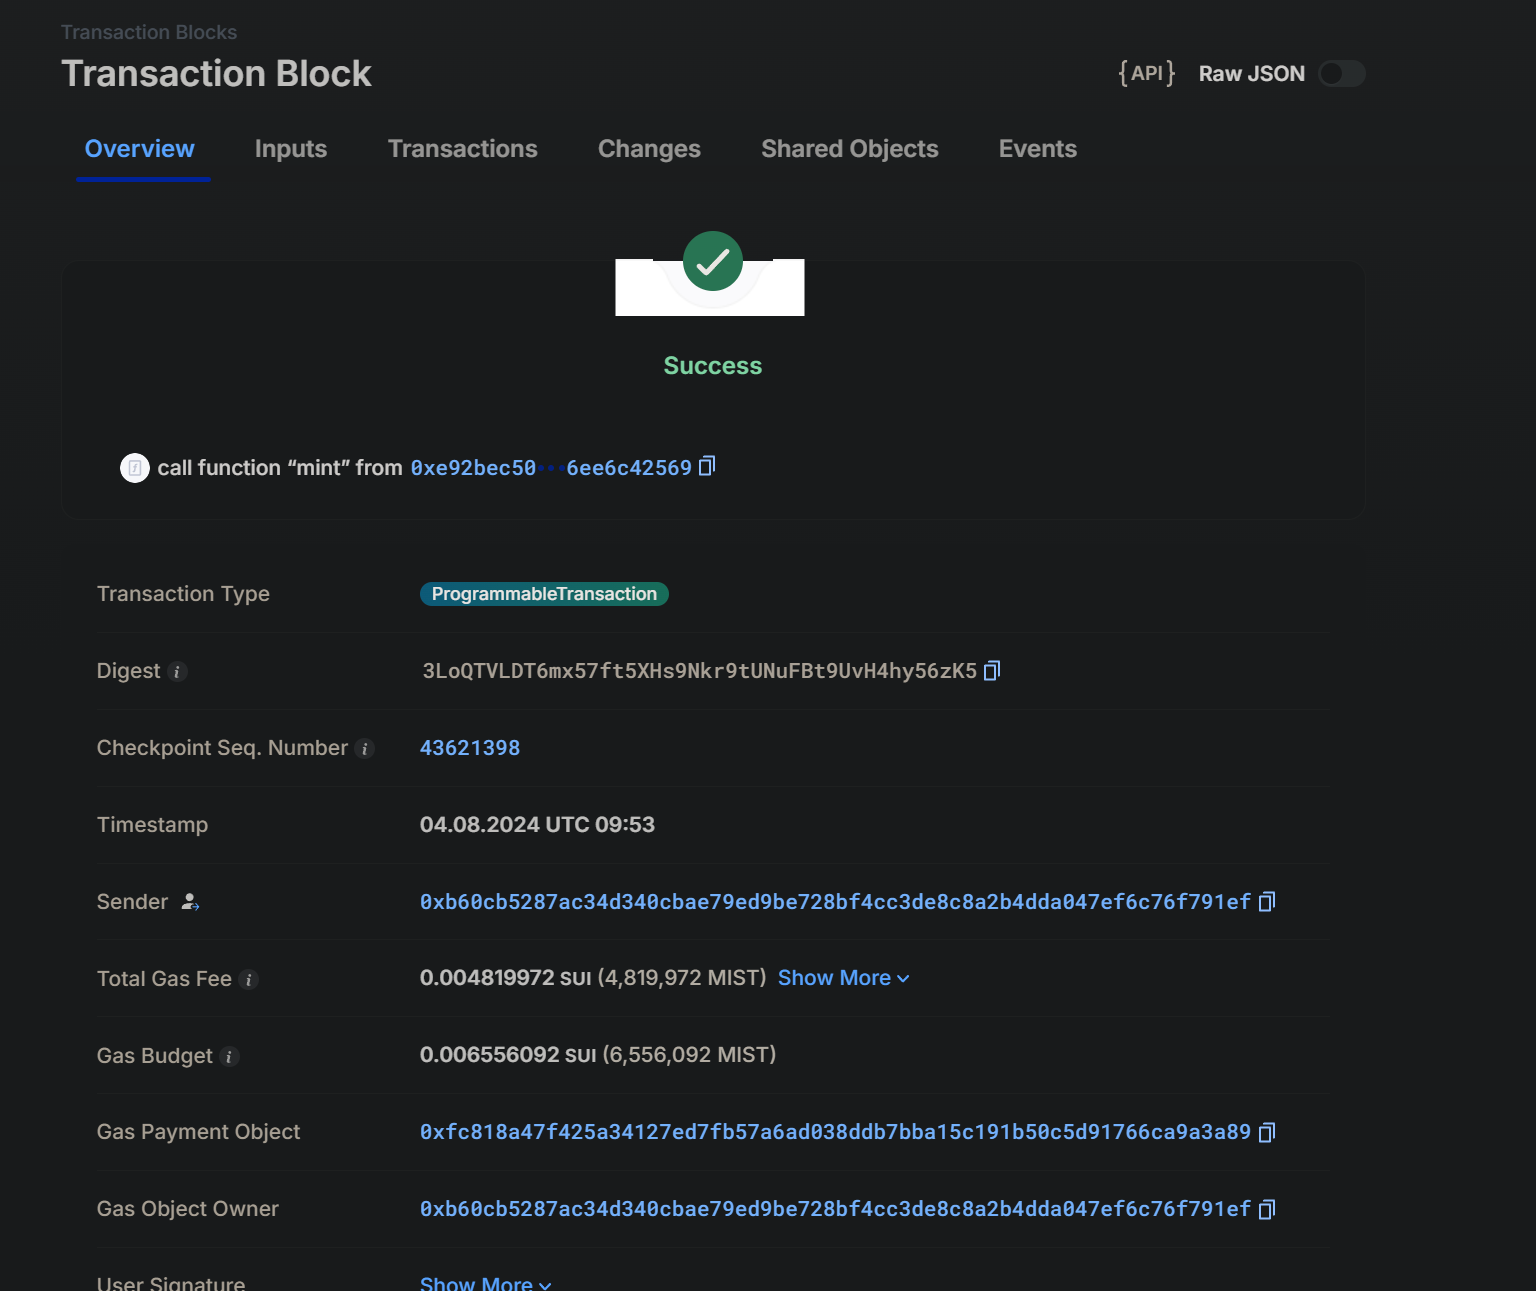 Transaction Blocks
Transaction Block
{API} Raw JSON
Overview Inputs Transactions Changes Shared Objects Events
Success
call function “mint” from 0xe92bec50···6ee6c42569
Transaction Type ProgrammableTransaction
Digest i 3LoQTVLDT6mx57ft5XHs9Nkr9tUNuFBt9UvH4hy56zK5
Checkpoint Seq. Number i 43621398
Timestamp 04.08.2024 UTC 09:53
Sender 0xb60cb5287ac34d340cbae79ed9be728bf4cc3de8c8a2b4dda047ef6c76f791ef
Total Gas Fee i 0.004819972 SUI (4,819,972 MIST) Show More
Gas Budget i 0.006556092 SUI (6,556,092 MIST)
Gas Payment Object 0xfc818a47f425a34127ed7fb57a6ad038ddb7bba15c191b50c5d91766ca9a3a89
Gas Object Owner 0xb60cb5287ac34d340cbae79ed9be728bf4cc3de8c8a2b4dda047ef6c76f791ef
User Signature Show More